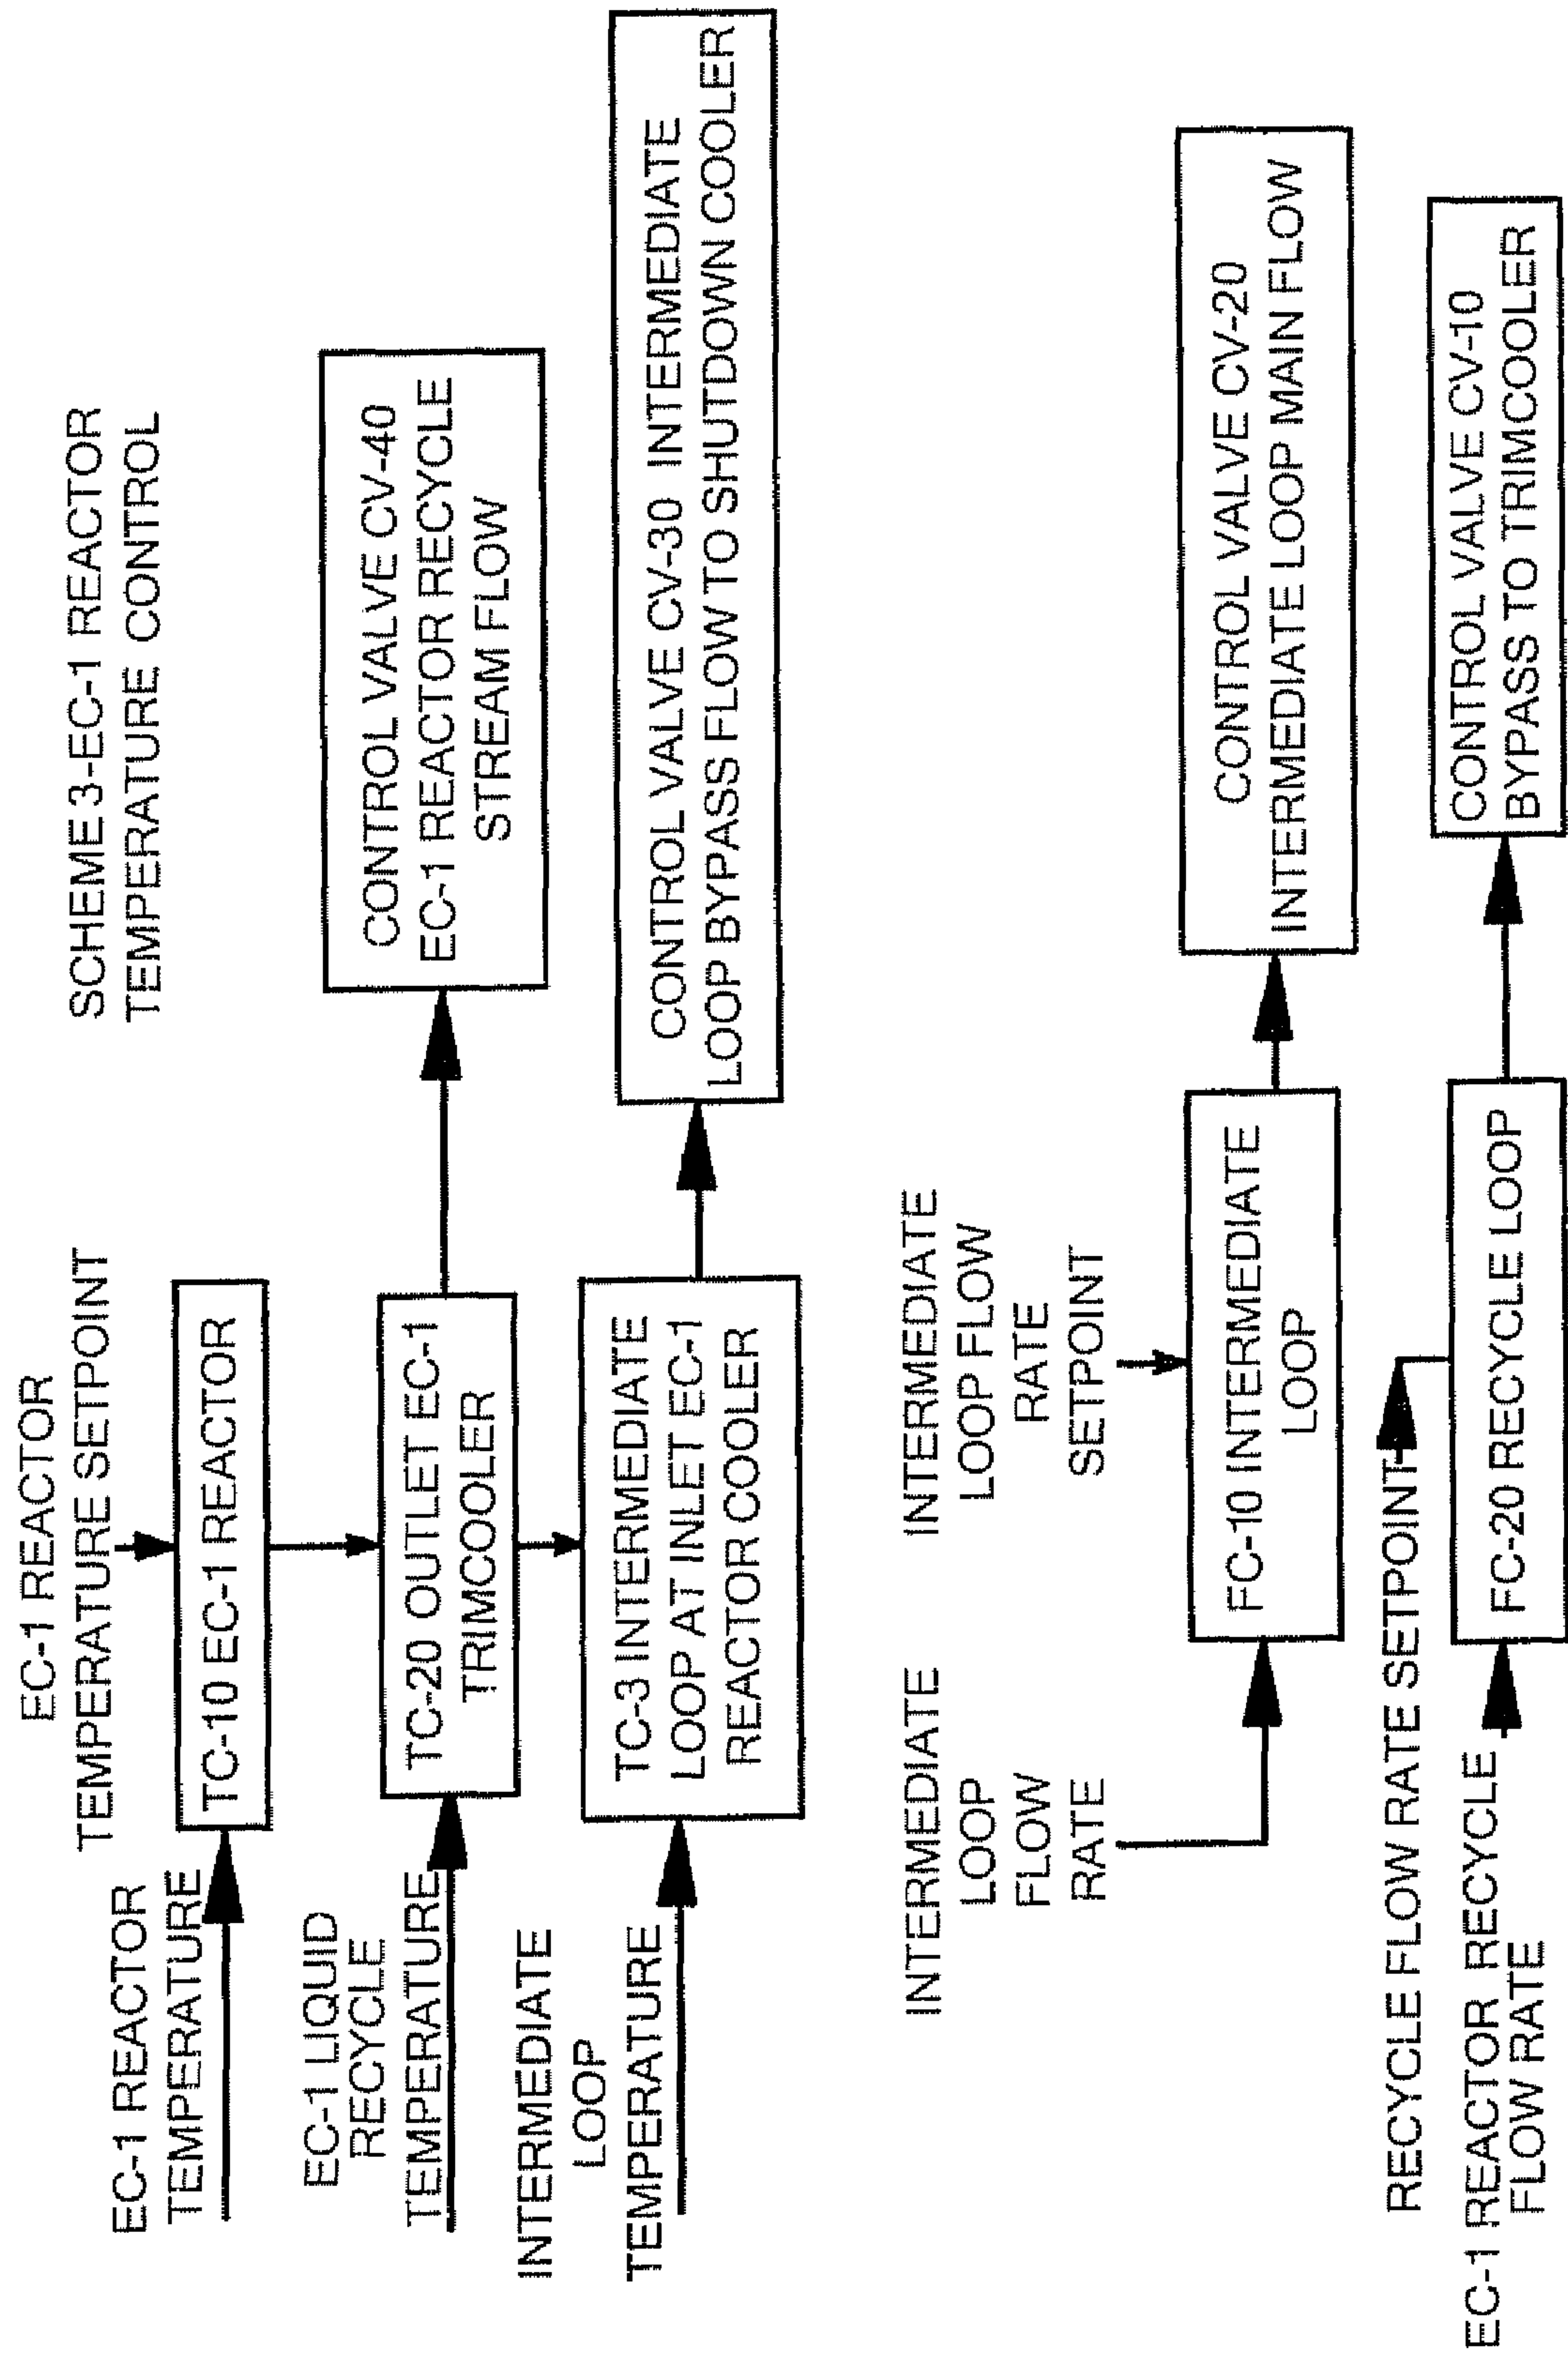 SCHEME 3-EC-1 REACTOR
TEMPERATURE CONTROL
EC-1 REACTOR
TEMPERATURE SETPOINT
EC-1 REACTOR
TEMPERATURE
TC-10 EC-1 REACTOR
EC-1 LIQUID
RECYCLE
TEMPERATURE
TC-20 OUTLET EC-1
TRIMCOOLER
CONTROL VALVE CV-40
EC-1 REACTOR RECYCLE
STREAM FLOW
INTERMEDIATE
LOOP
TEMPERATURE
TC-3 INTERMEDIATE
LOOP AT INLET EC-1
REACTOR COOLER
CONTROL VALVE CV-30 INTERMEDIATE
LOOP BYPASS FLOW TO SHUTDOWN COOLER
INTERMEDIATE
LOOP
FLOW
RATE
INTERMEDIATE
LOOP FLOW
RATE
SETPOINT
FC-10 INTERMEDIATE
LOOP
CONTROL VALVE CV-20
INTERMEDIATE LOOP MAIN FLOW
RECYCLE FLOW RATE SETPOINT
EC-1 REACTOR RECYCLE
FLOW RATE
FC-20 RECYCLE LOOP
CONTROL VALVE CV-10
BYPASS TO TRIMCOOLER